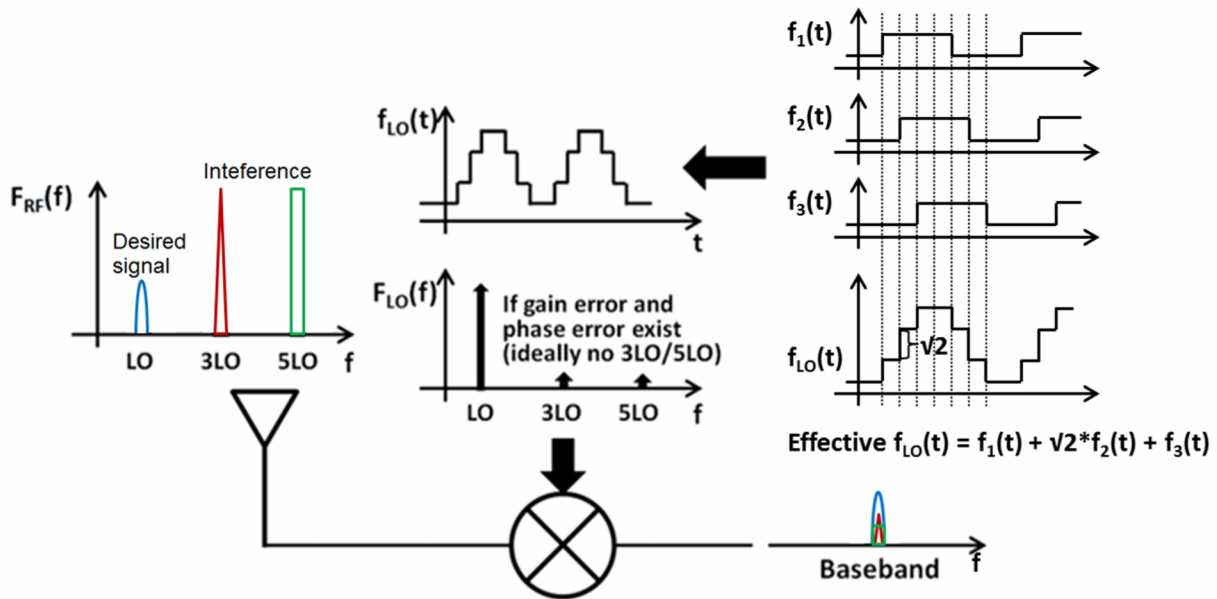 F_RF(f)
Desired
signal
Inteference
LO
3LO
5LO
f
f_LO(t)
t
F_LO(f)
If gain error and
phase error exist
(ideally no 3LO/5LO)
LO
3LO
5LO
f
f_1(t)
f_2(t)
f_3(t)
f_LO(t)
√2
Effective f_LO(t) = f_1(t) + √2*f_2(t) + f_3(t)
Baseband
f